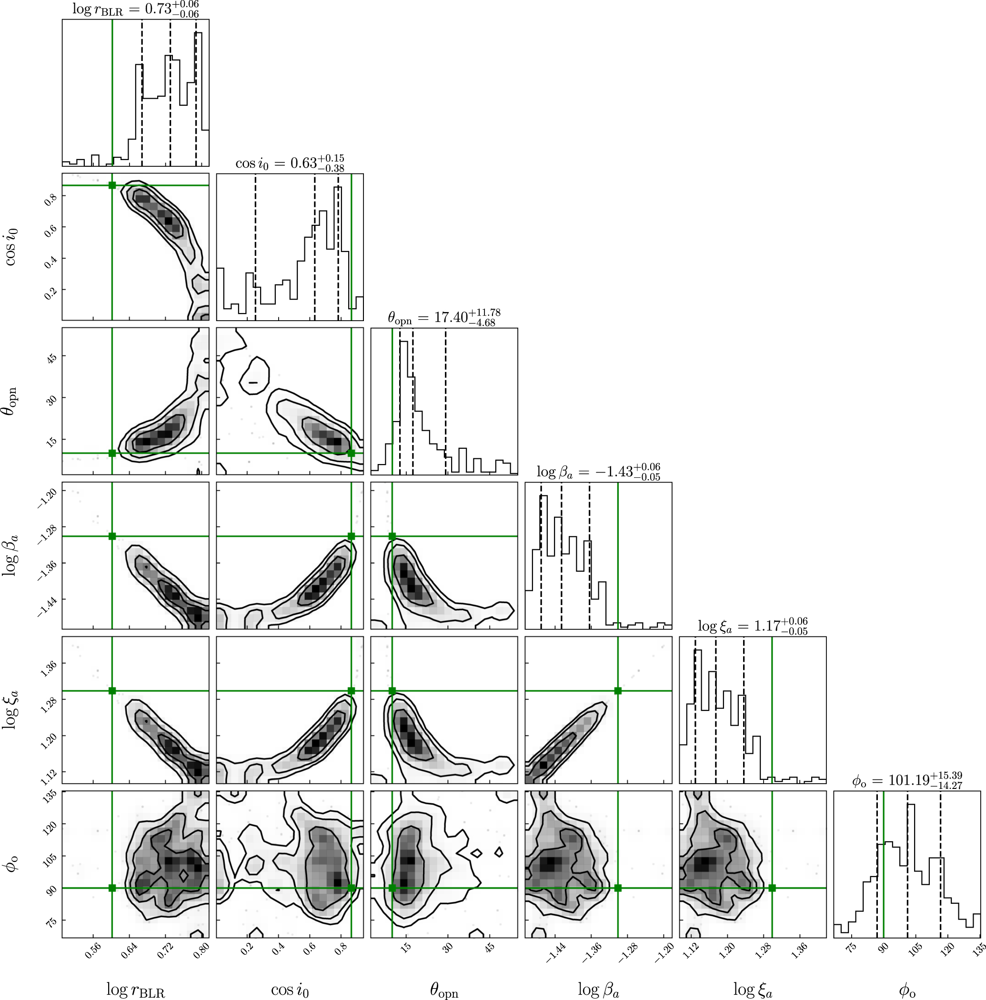 log r_BLR = 0.73^{+0.06}_{-0.06}
cos i_0 = 0.63^{+0.15}_{-0.38}
cos i_0
0.8
0.6
0.4
0.2
θ_opn = 17.40^{+11.78}_{-4.68}
θ_opn
45
30
15
log β_a = −1.43^{+0.06}_{-0.05}
log β_a
−1.20
−1.28
−1.36
−1.44
log ξ_a = 1.17^{+0.06}_{-0.05}
log ξ_a
1.36
1.28
1.20
1.12
φ_o = 101.19^{+15.39}_{-14.27}
φ_o
135
120
105
90
75
0.56 0.64 0.72 0.80
0.2 0.4 0.6 0.8
15 30 45
−1.44 −1.36 −1.28 −1.20
1.12 1.20 1.28 1.36
75 90 105 120 135
log r_BLR
cos i_0
θ_opn
log β_a
log ξ_a
φ_o